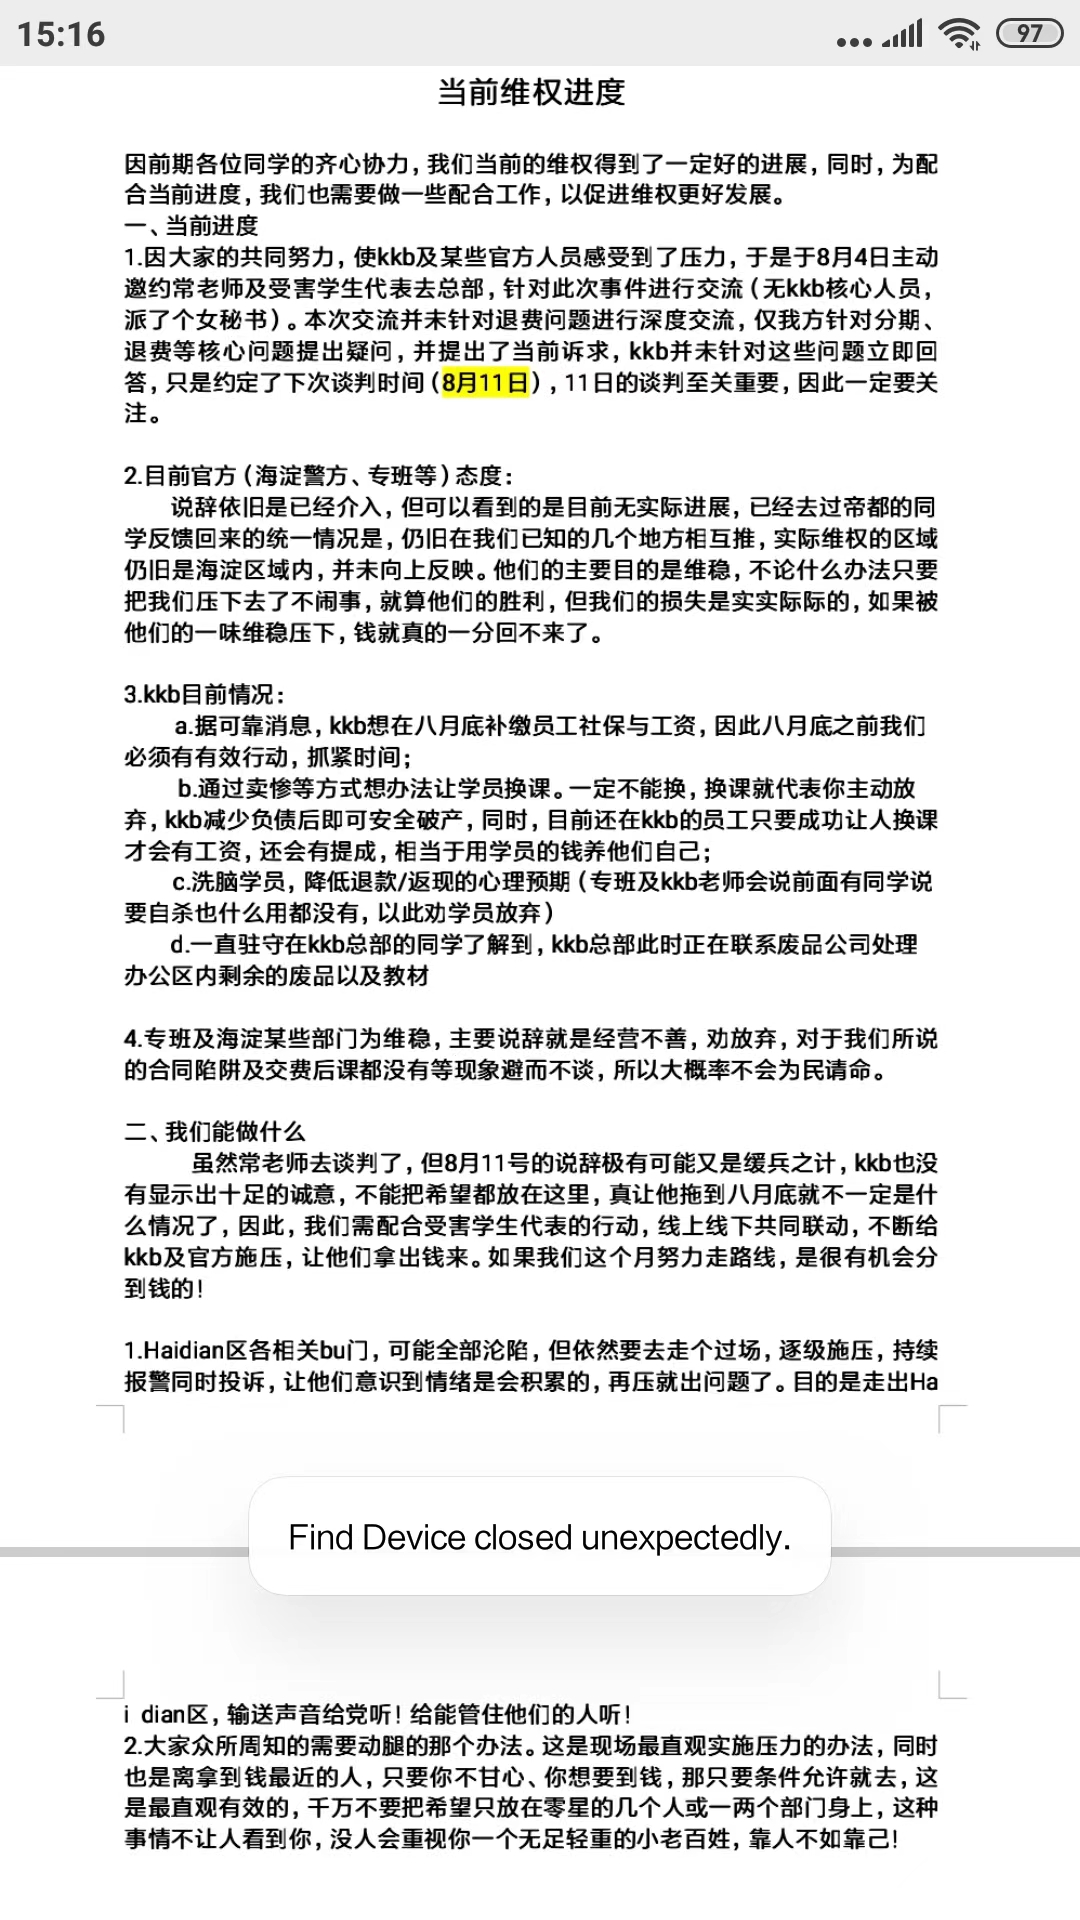 15:16
97
当前维权进度
因前期各位同学的齐心协力，我们当前的维权得到了一定好的进展，同时，为配
合当前进度，我们也需要做一些配合工作，以促进维权更好发展。
一、当前进度
1.因大家的共同努力，使kkb及某些官方人员感受到了压力，于是于8月4日主动
邀约常老师及受害学生代表去总部，针对此次事件进行交流（无kkb核心人员，
派了个女秘书）。本次交流并未针对退费问题进行深度交流，仅我方针对分期、
退费等核心问题提出疑问，并提出了当前诉求，kkb并未针对这些问题立即回
答，只是约定了下次谈判时间（8月11日），11日的谈判至关重要，因此一定要关
注。
2.目前官方（海淀警方、专班等）态度：
说辞依旧是已经介入，但可以看到的是目前无实际进展，已经去过帝都的同
学反馈回来的统一情况是，仍旧在我们已知的几个地方相互推，实际维权的区域
仍旧是海淀区域内，并未向上反映。他们的主要目的是维稳，不论什么办法只要
把我们压下去了不闹事，就算他们的胜利，但我们的损失是实实际际的，如果被
他们的一味维稳压下，钱就真的一分回不来了。
3.kkb目前情况：
a.据可靠消息，kkb想在八月底补缴员工社保与工资，因此八月底之前我们
必须有有效行动，抓紧时间；
b.通过卖惨等方式想办法让学员换课。一定不能换，换课就代表你主动放
弃，kkb减少负债后即可安全破产，同时，目前还在kkb的员工只要成功让人换课
才会有工资，还会有提成，相当于用学员的钱养他们自己；
c.洗脑学员，降低退款/返现的心理预期（专班及kkb老师会说前面有同学说
要自杀也什么用都没有，以此劝学员放弃）
d.一直驻守在kkb总部的同学了解到，kkb总部此时正在联系废品公司处理
办公区内剩余的废品以及教材
4.专班及海淀某些部门为维稳，主要说辞就是经营不善，劝放弃，对于我们所说
的合同陷阱及交费后课都没有等现象避而不谈，所以大概率不会为民请命。
二、我们能做什么
虽然常老师去谈判了，但8月11号的说辞极有可能又是缓兵之计，kkb也没
有显示出十足的诚意，不能把希望都放在这里，真让他拖到八月底就不一定是什
么情况了，因此，我们需配合受害学生代表的行动，线上线下共同联动，不断给
kkb及官方施压，让他们拿出钱来。如果我们这个月努力走路线，是很有机会分
到钱的！
1.Haidian区各相关bu门，可能全部沦陷，但依然要去走个过场，逐级施压，持续
报警同时投诉，让他们意识到情绪是会积累的，再压就出问题了。目的是走出Ha
Find Device closed unexpectedly.
i dian区，输送声音给党听！给能管住他们的人听！
2.大家众所周知的需要动腿的那个办法。这是现场最直观实施压力的办法，同时
也是离拿到钱最近的人，只要你不甘心、你想要到钱，那只要条件允许就去，这
是最直观有效的，千万不要把希望只放在零星的几个人或一两个部门身上，这种
事情不让人看到你，没人会重视你一个无足轻重的小老百姓，靠人不如靠己！